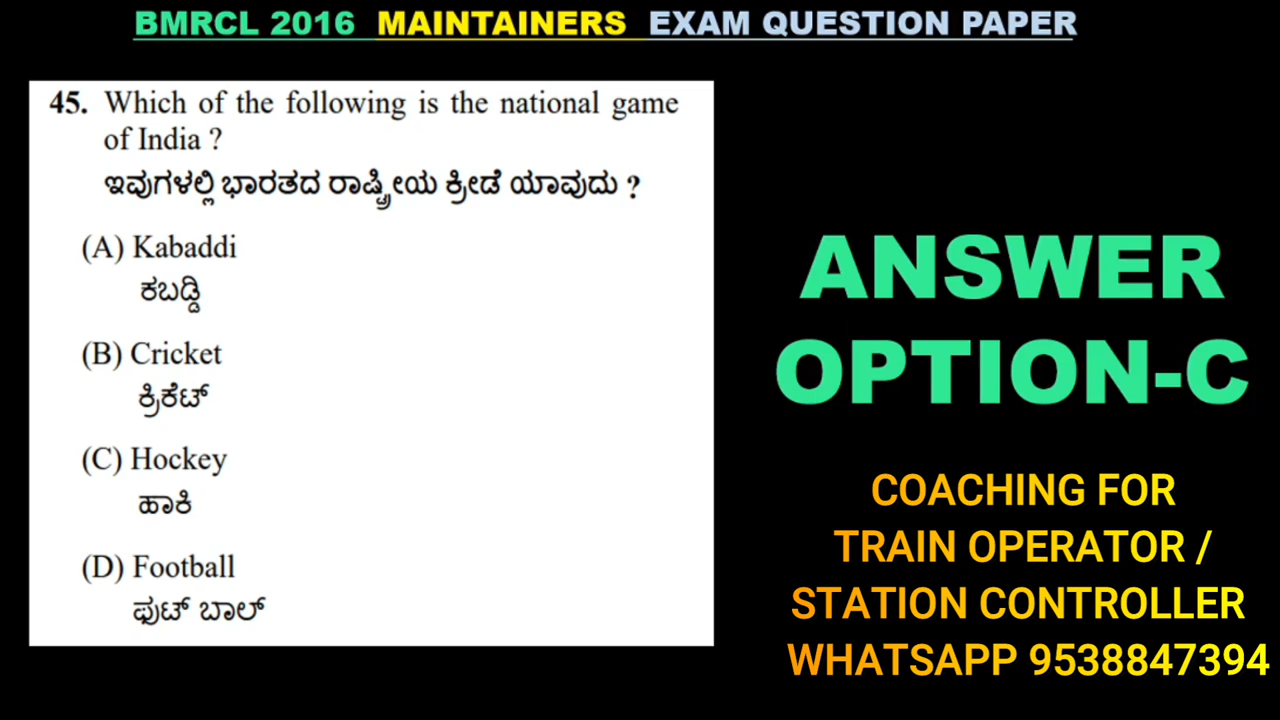 BMRCL 2016 MAINTAINERS EXAM QUESTION PAPER
45. Which of the following is the national game
of India ?
ಇವುಗಳಲ್ಲಿ ಭಾರತದ ರಾಷ್ಟ್ರೀಯ ಕ್ರೀಡೆ ಯಾವುದು ?
(A) Kabaddi
ಕಬಡ್ಡಿ
(B) Cricket
ಕ್ರಿಕೆಟ್
(C) Hockey
ಹಾಕಿ
(D) Football
ಫುಟ್ ಬಾಲ್
ANSWER
OPTION-C
COACHING FOR
TRAIN OPERATOR /
STATION CONTROLLER
WHATSAPP 9538847394